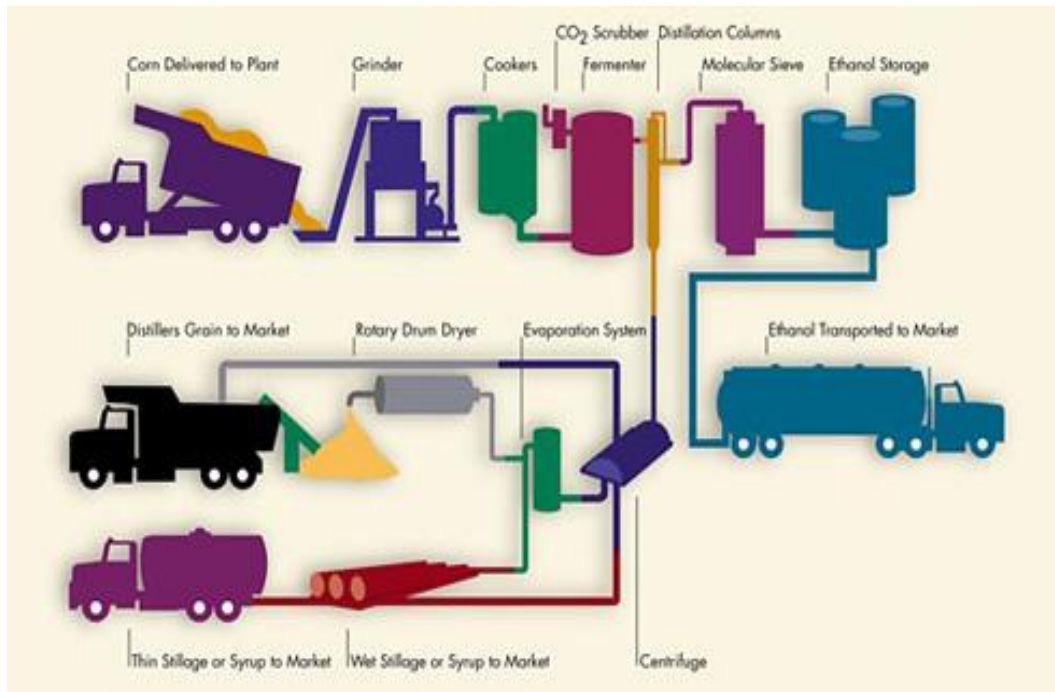 CO2 Scrubber
Distillation Columns
Corn Delivered to Plant
Grinder
Cookers
Fermenter
Molecular Sieve
Ethanol Storage
Distillers Grain to Market
Rotary Drum Dryer
Evaporation System
Ethanol Transported to Market
Thin Stillage or Syrup to Market
Wet Stillage or Syrup to Market
Centrifuge